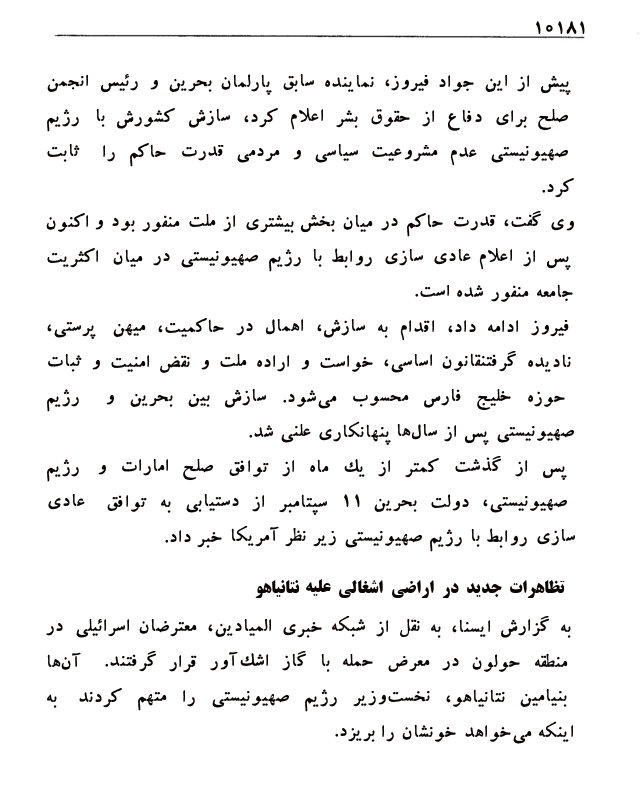 ۱۰۱۸۱
پیش از این جواد فیروز، نماینده سابق پارلمان بحرین و رئیس انجمن
صلح برای دفاع از حقوق بشر اعلام کرد، سازش کشورش با رژیم
صهیونیستی عدم مشروعیت سیاسی و مردمی قدرت حاکم را ثابت
کرد.
وی گفت، قدرت حاکم در میان بخش بیشتری از ملت منفور بود و اکنون
پس از اعلام عادی سازی روابط با رژیم صهیونیستی در میان اکثریت
جامعه منفور شده است.
فیروز ادامه داد، اقدام به سازش، اهمال در حاکمیت، میهن پرستی،
نادیده گرفتنقانون اساسی، خواست و اراده ملت و نقض امنیت و ثبات
حوزه خلیج فارس محسوب می‌شود. سازش بین بحرین و رژیم
صهیونیستی پس از سال‌ها پنهانکاری علنی شد.
پس از گذشت کمتر از یك ماه از توافق صلح امارات و رژیم
صهیونیستی، دولت بحرین ۱۱ سپتامبر از دستیابی به توافق عادی
سازی روابط با رژیم صهیونیستی زیر نظر آمریکا خبر داد.
تظاهرات جدید در اراضی اشغالی علیه نتانیاهو
به گزارش ایسنا، به نقل از شبکه خبری المیادین، معترضان اسرائیلی در
منطقه حولون در معرض حمله با گاز اشك‌آور قرار گرفتند. آن‌ها
بنیامین نتانیاهو، نخست‌وزیر رژیم صهیونیستی را متهم کردند به
اینکه می‌خواهد خونشان را بریزد.